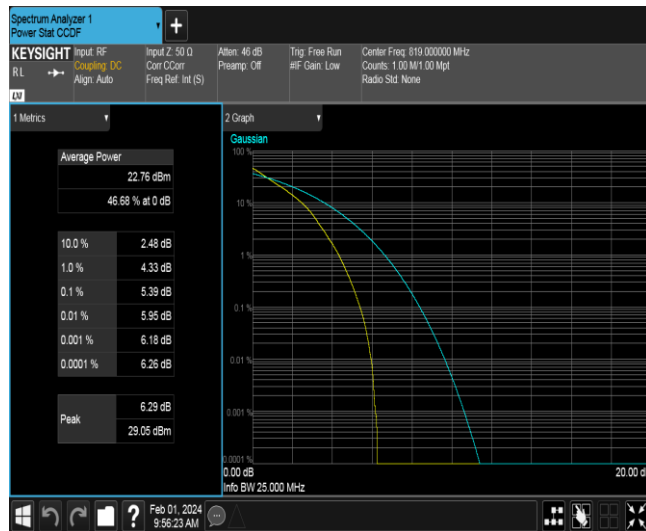 Spectrum Analyzer 1
Power Stat CCDF
+
KEYSIGHT
RL
LXI
Input: RF
Coupling: DC
Align: Auto
Input Z: 50 Ω
Corr CCorr
Freq Ref: Int (S)
Atten: 46 dB
Preamp: Off
Trig: Free Run
#IF Gain: Low
Center Freq: 819.000000 MHz
Counts: 1.00 M/1.00 Mpt
Radio Std: None
1 Metrics
Average Power
22.76 dBm
46.68 % at 0 dB
10.0 % 2.48 dB
1.0 % 4.33 dB
0.1 % 5.39 dB
0.01 % 5.95 dB
0.001 % 6.18 dB
0.0001 % 6.26 dB
Peak
6.29 dB
29.05 dBm
2 Graph
Gaussian
100 %
10 %
1 %
0.1 %
0.01 %
0.001 %
0.0001 %
0.00 dB
20.00 d
Info BW 25.000 MHz
?
Feb 01, 2024
9:56:23 AM